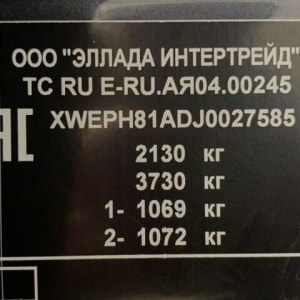 ООО "ЭЛЛАДА ИНТЕРТРЕЙД"
ТС RU E-RU.АЯ04.00245
XWEPH81ADJ0027585
2130 кг
3730 кг
1- 1069 кг
2- 1072 кг